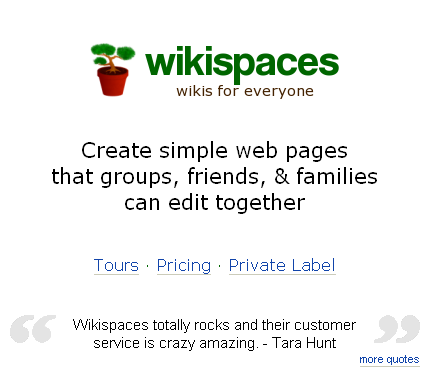 wikispaces
wikis for everyone
Create simple web pages
that groups, friends, & families
can edit together
Tours · Pricing · Private Label
Wikispaces totally rocks and their customer
service is crazy amazing. - Tara Hunt
more quotes